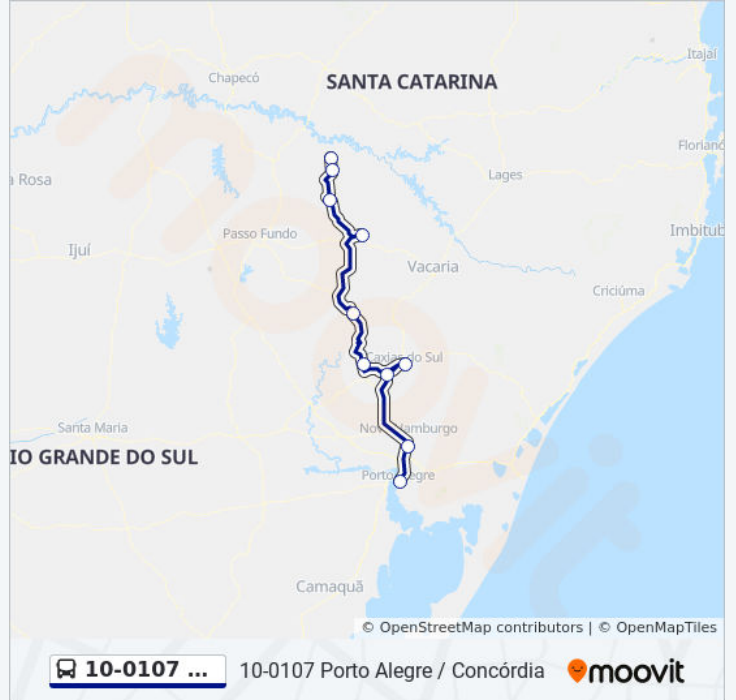 Itajaí
Chapecó
SANTA CATARINA
Florianó
a Rosa
Lages
Passo Fundo
Imbitub
Ijuí
Vacaria
Criciúma
Caxias do Sul
Santa Maria
Novo Hamburgo
IO GRANDE DO SUL
Porto Alegre
Camaquã
© OpenStreetMap contributors | © OpenMapTiles
10-0107 ...
10-0107 Porto Alegre / Concórdia
moovit